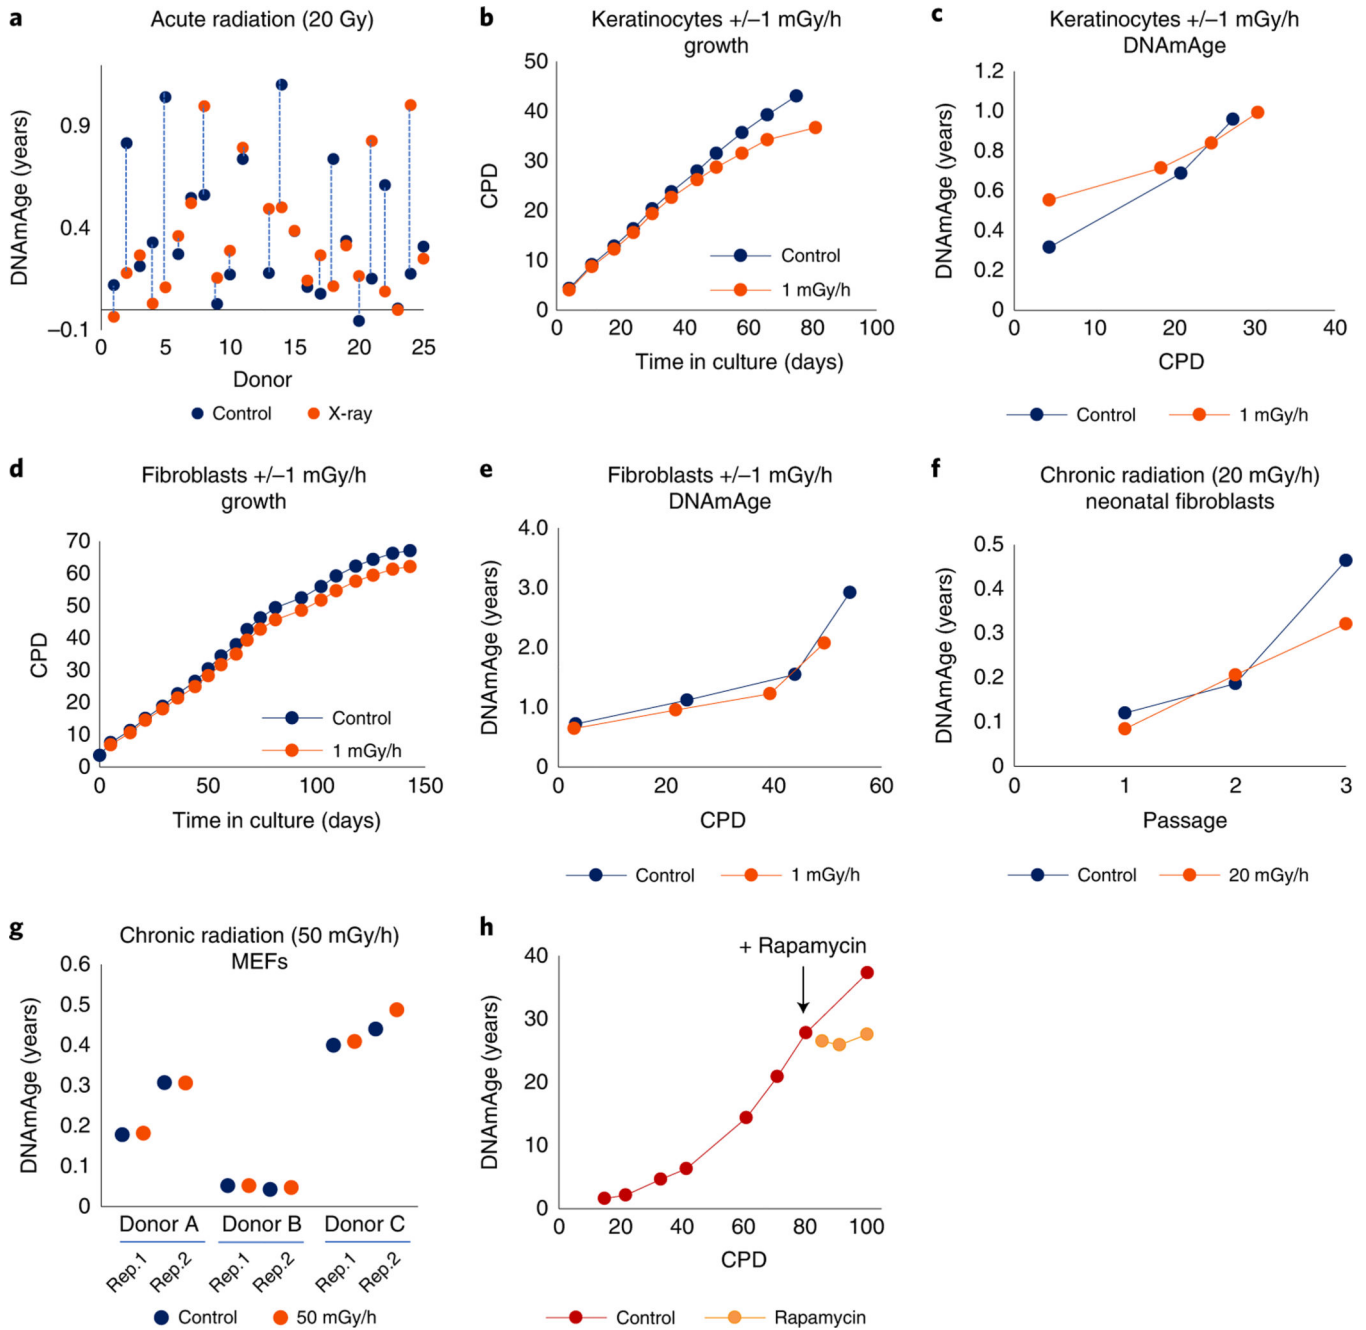 a
Acute radiation (20 Gy)
DNAmAge (years)
0.9
0.4
–0.1
0 5 10 15 20 25
Donor
Control X-ray
b
Keratinocytes +/–1 mGy/h
growth
CPD
50
40
30
20
10
0
Control
1 mGy/h
0 20 40 60 80 100
Time in culture (days)
c
Keratinocytes +/–1 mGy/h
DNAmAge
DNAmAge (years)
1.2
1.0
0.8
0.6
0.4
0.2
0
0 10 20 30 40
CPD
Control 1 mGy/h
d
Fibroblasts +/–1 mGy/h
growth
CPD
70
60
50
40
30
20
10
0
Control
1 mGy/h
0 50 100 150
Time in culture (days)
e
Fibroblasts +/–1 mGy/h
DNAmAge
DNAmAge (years)
4.0
3.0
2.0
1.0
0
0 20 40 60
CPD
Control 1 mGy/h
f
Chronic radiation (20 mGy/h)
neonatal fibroblasts
DNAmAge (years)
0.5
0.4
0.3
0.2
0.1
0
0 1 2 3
Passage
Control 20 mGy/h
g
Chronic radiation (50 mGy/h)
MEFs
DNAmAge (years)
0.6
0.5
0.4
0.3
0.2
0.1
0
Donor A Donor B Donor C
Rep.1 Rep.2 Rep.1 Rep.2 Rep.1 Rep.2
Control 50 mGy/h
h
+ Rapamycin
DNAmAge (years)
40
30
20
10
0
0 20 40 60 80 100
CPD
Control Rapamycin